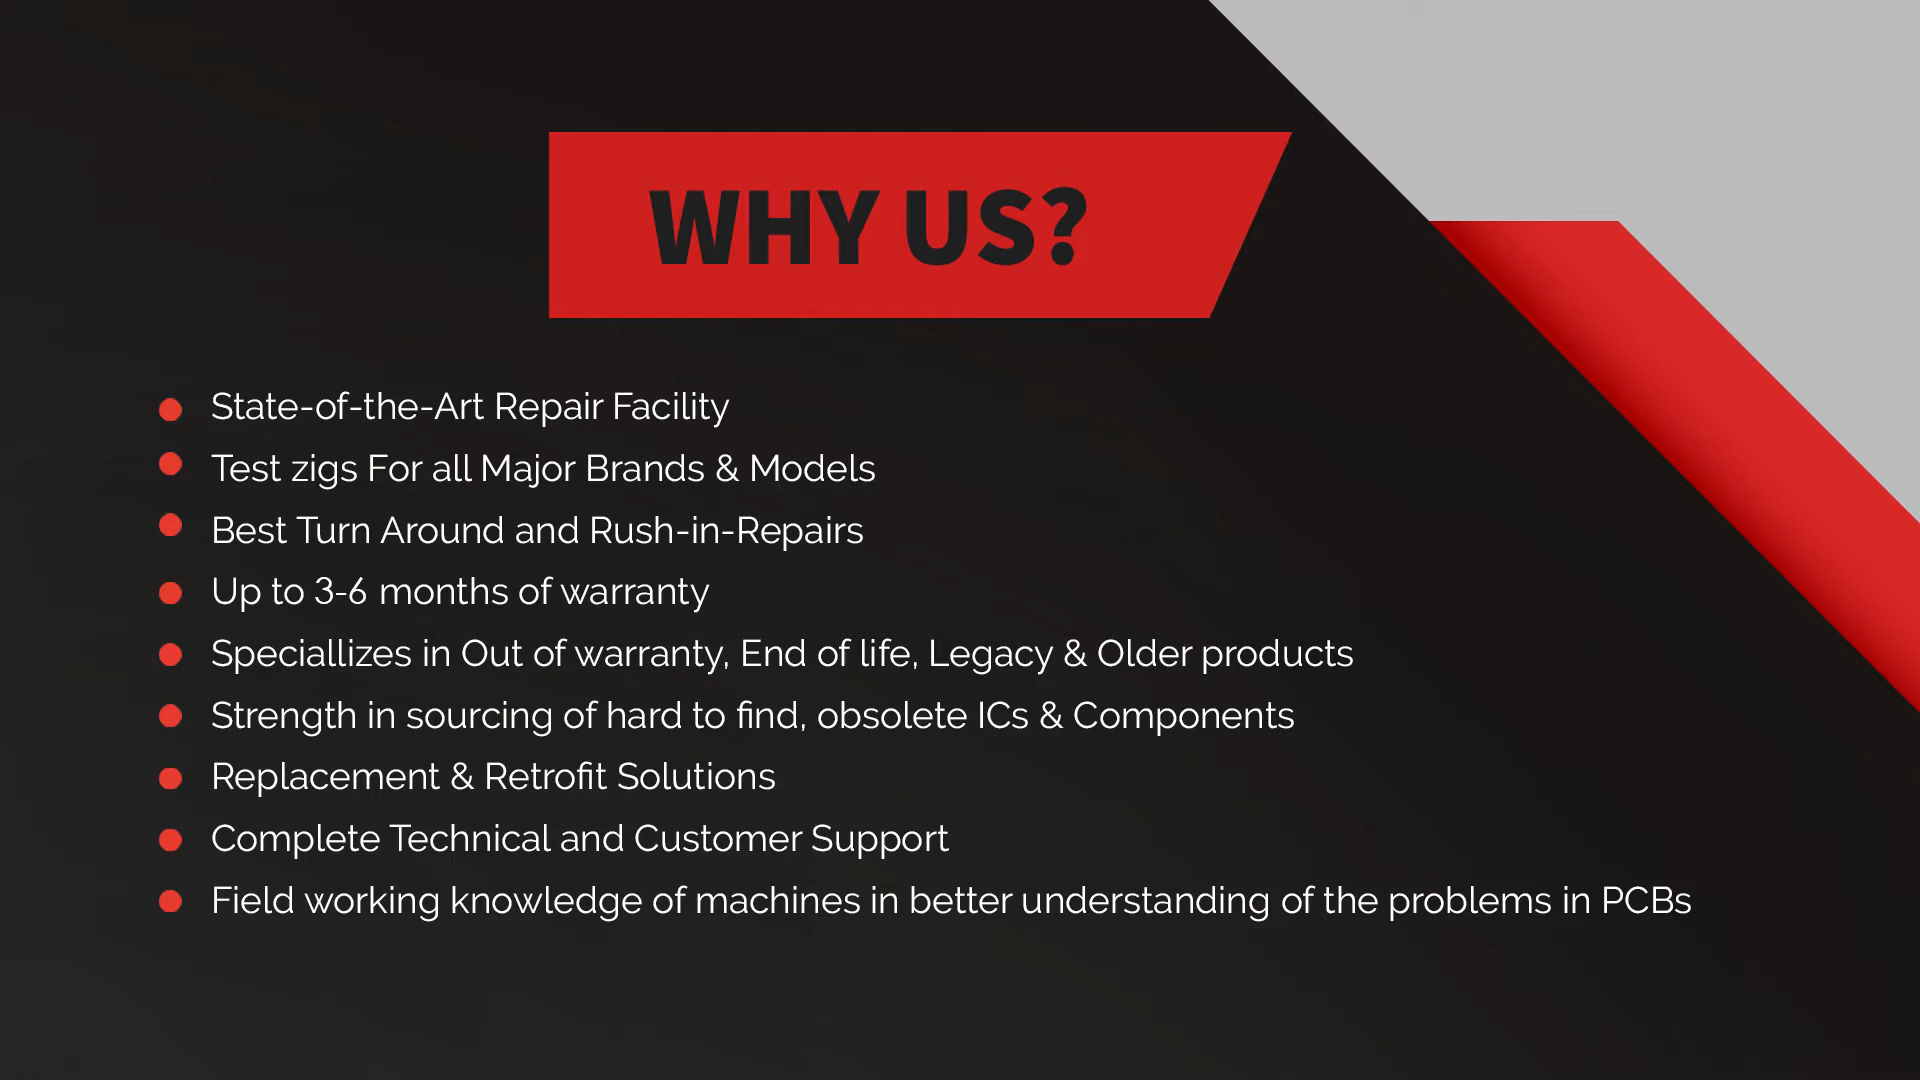 WHY US?
State-of-the-Art Repair Facility
Test zigs For all Major Brands & Models
Best Turn Around and Rush-in-Repairs
Up to 3-6 months of warranty
Speciallizes in Out of warranty, End of life, Legacy & Older products
Strength in sourcing of hard to find, obsolete ICs & Components
Replacement & Retrofit Solutions
Complete Technical and Customer Support
Field working knowledge of machines in better understanding of the problems in PCBs